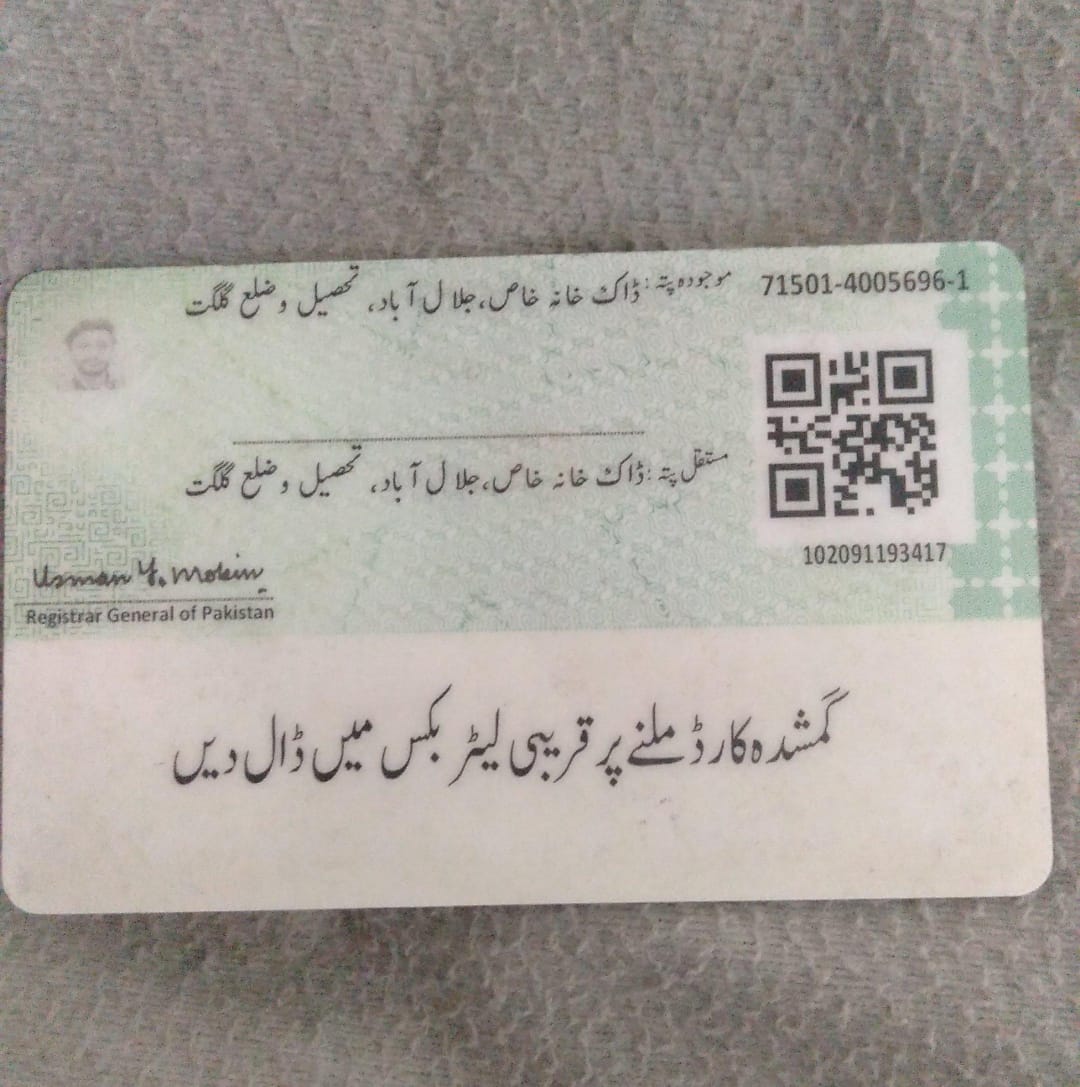 71501-4005696-1
موجودہ پتہ: ڈاک خانہ خاص، جلال آباد، تحصیل و ضلع گلگت
مستقل پتہ: ڈاک خانہ خاص، جلال آباد، تحصیل و ضلع گلگت
102091193417
Usman Y. Mobin
Registrar General of Pakistan
گمشدہ کارڈ ملنے پر قریبی لیٹر بکس میں ڈال دیں